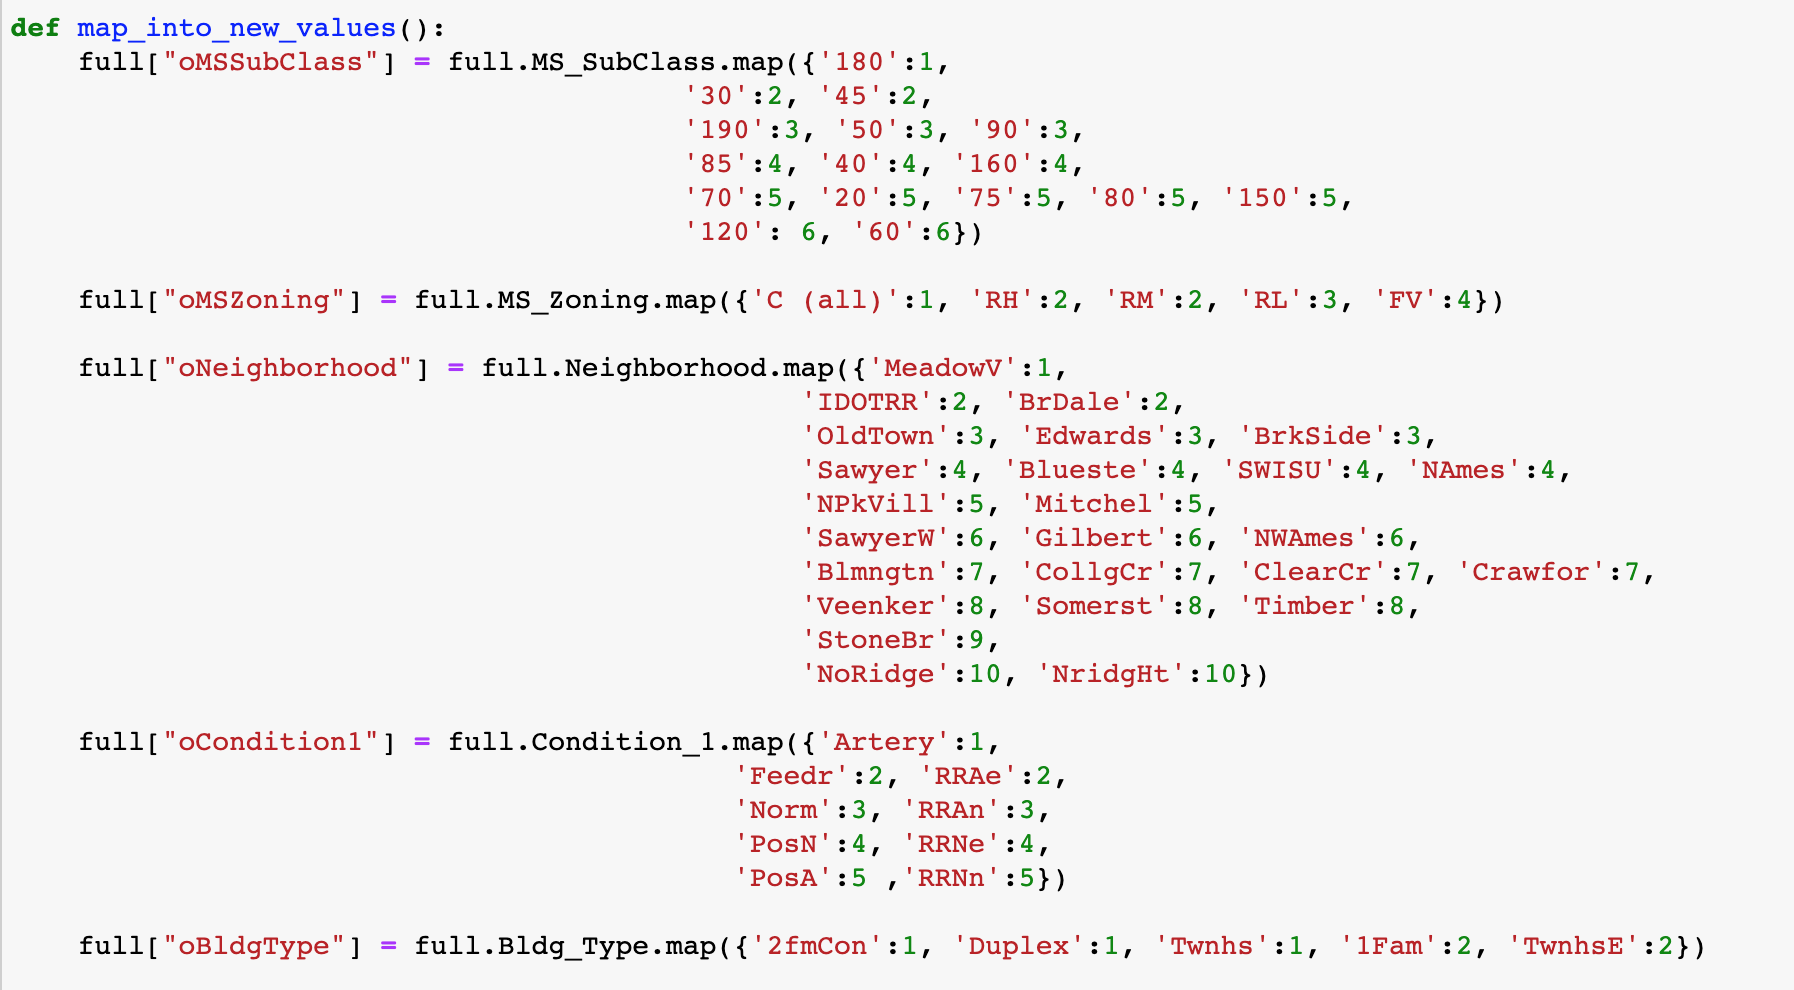 def map_into_new_values():
    full["oMSSubClass"] = full.MS_SubClass.map({'180':1,
                                    '30':2, '45':2,
                                    '190':3, '50':3, '90':3,
                                    '85':4, '40':4, '160':4,
                                    '70':5, '20':5, '75':5, '80':5, '150':5,
                                    '120': 6, '60':6})
    full["oMSZoning"] = full.MS_Zoning.map({'C (all)':1, 'RH':2, 'RM':2, 'RL':3, 'FV':4})
    full["oNeighborhood"] = full.Neighborhood.map({'MeadowV':1,
                                           'IDOTRR':2, 'BrDale':2,
                                           'OldTown':3, 'Edwards':3, 'BrkSide':3,
                                           'Sawyer':4, 'Blueste':4, 'SWISU':4, 'NAmes':4,
                                           'NPkVill':5, 'Mitchel':5,
                                           'SawyerW':6, 'Gilbert':6, 'NWAmes':6,
                                           'Blmngtn':7, 'CollgCr':7, 'ClearCr':7, 'Crawfor':7,
                                           'Veenker':8, 'Somerst':8, 'Timber':8,
                                           'StoneBr':9,
                                           'NoRidge':10, 'NridgHt':10})
    full["oCondition1"] = full.Condition_1.map({'Artery':1,
                                       'Feedr':2, 'RRAe':2,
                                       'Norm':3, 'RRAn':3,
                                       'PosN':4, 'RRNe':4,
                                       'PosA':5 ,'RRNn':5})
    full["oBldgType"] = full.Bldg_Type.map({'2fmCon':1, 'Duplex':1, 'Twnhs':1, '1Fam':2, 'TwnhsE':2})